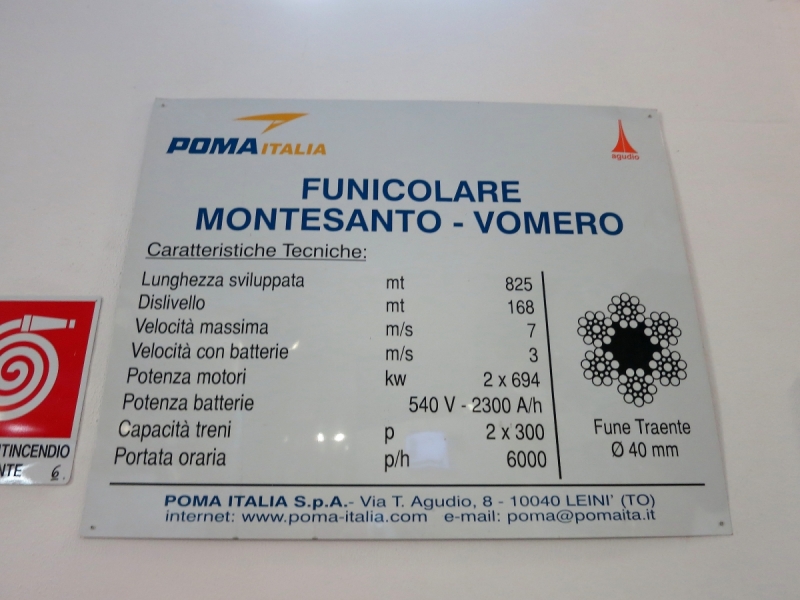 POMA ITALIA
agudio
FUNICOLARE
MONTESANTO - VOMERO
Caratteristiche Tecniche:
Lunghezza sviluppata mt 825
Dislivello mt 168
Velocità massima m/s 7
Velocità con batterie m/s 3
Potenza motori kw 2 x 694
Potenza batterie 540 V - 2300 A/h
Capacità treni p 2 x 300
Portata oraria p/h 6000
Fune Traente
Ø 40 mm
POMA ITALIA S.p.A.- Via T. Agudio, 8 - 10040 LEINI' (TO)
internet: www.poma-italia.com e-mail: poma@pomaita.it
TINCENDIO
NTE 6.